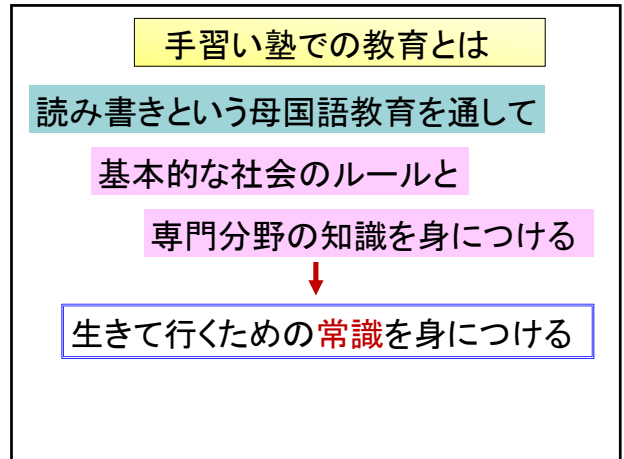 手習い塾での教育とは
読み書きという母国語教育を通して
基本的な社会のルールと
専門分野の知識を身につける
生きて行くための常識を身につける